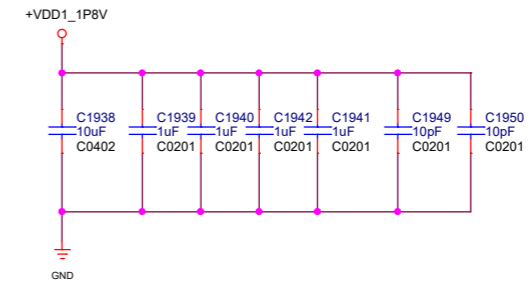 +VDD1_1P8V
C1938
10uF
C0402
C1939
1uF
C0201
C1940
1uF
C0201
C1942
1uF
C0201
C1941
1uF
C0201
C1949
10pF
C0201
C1950
10pF
C0201
GND